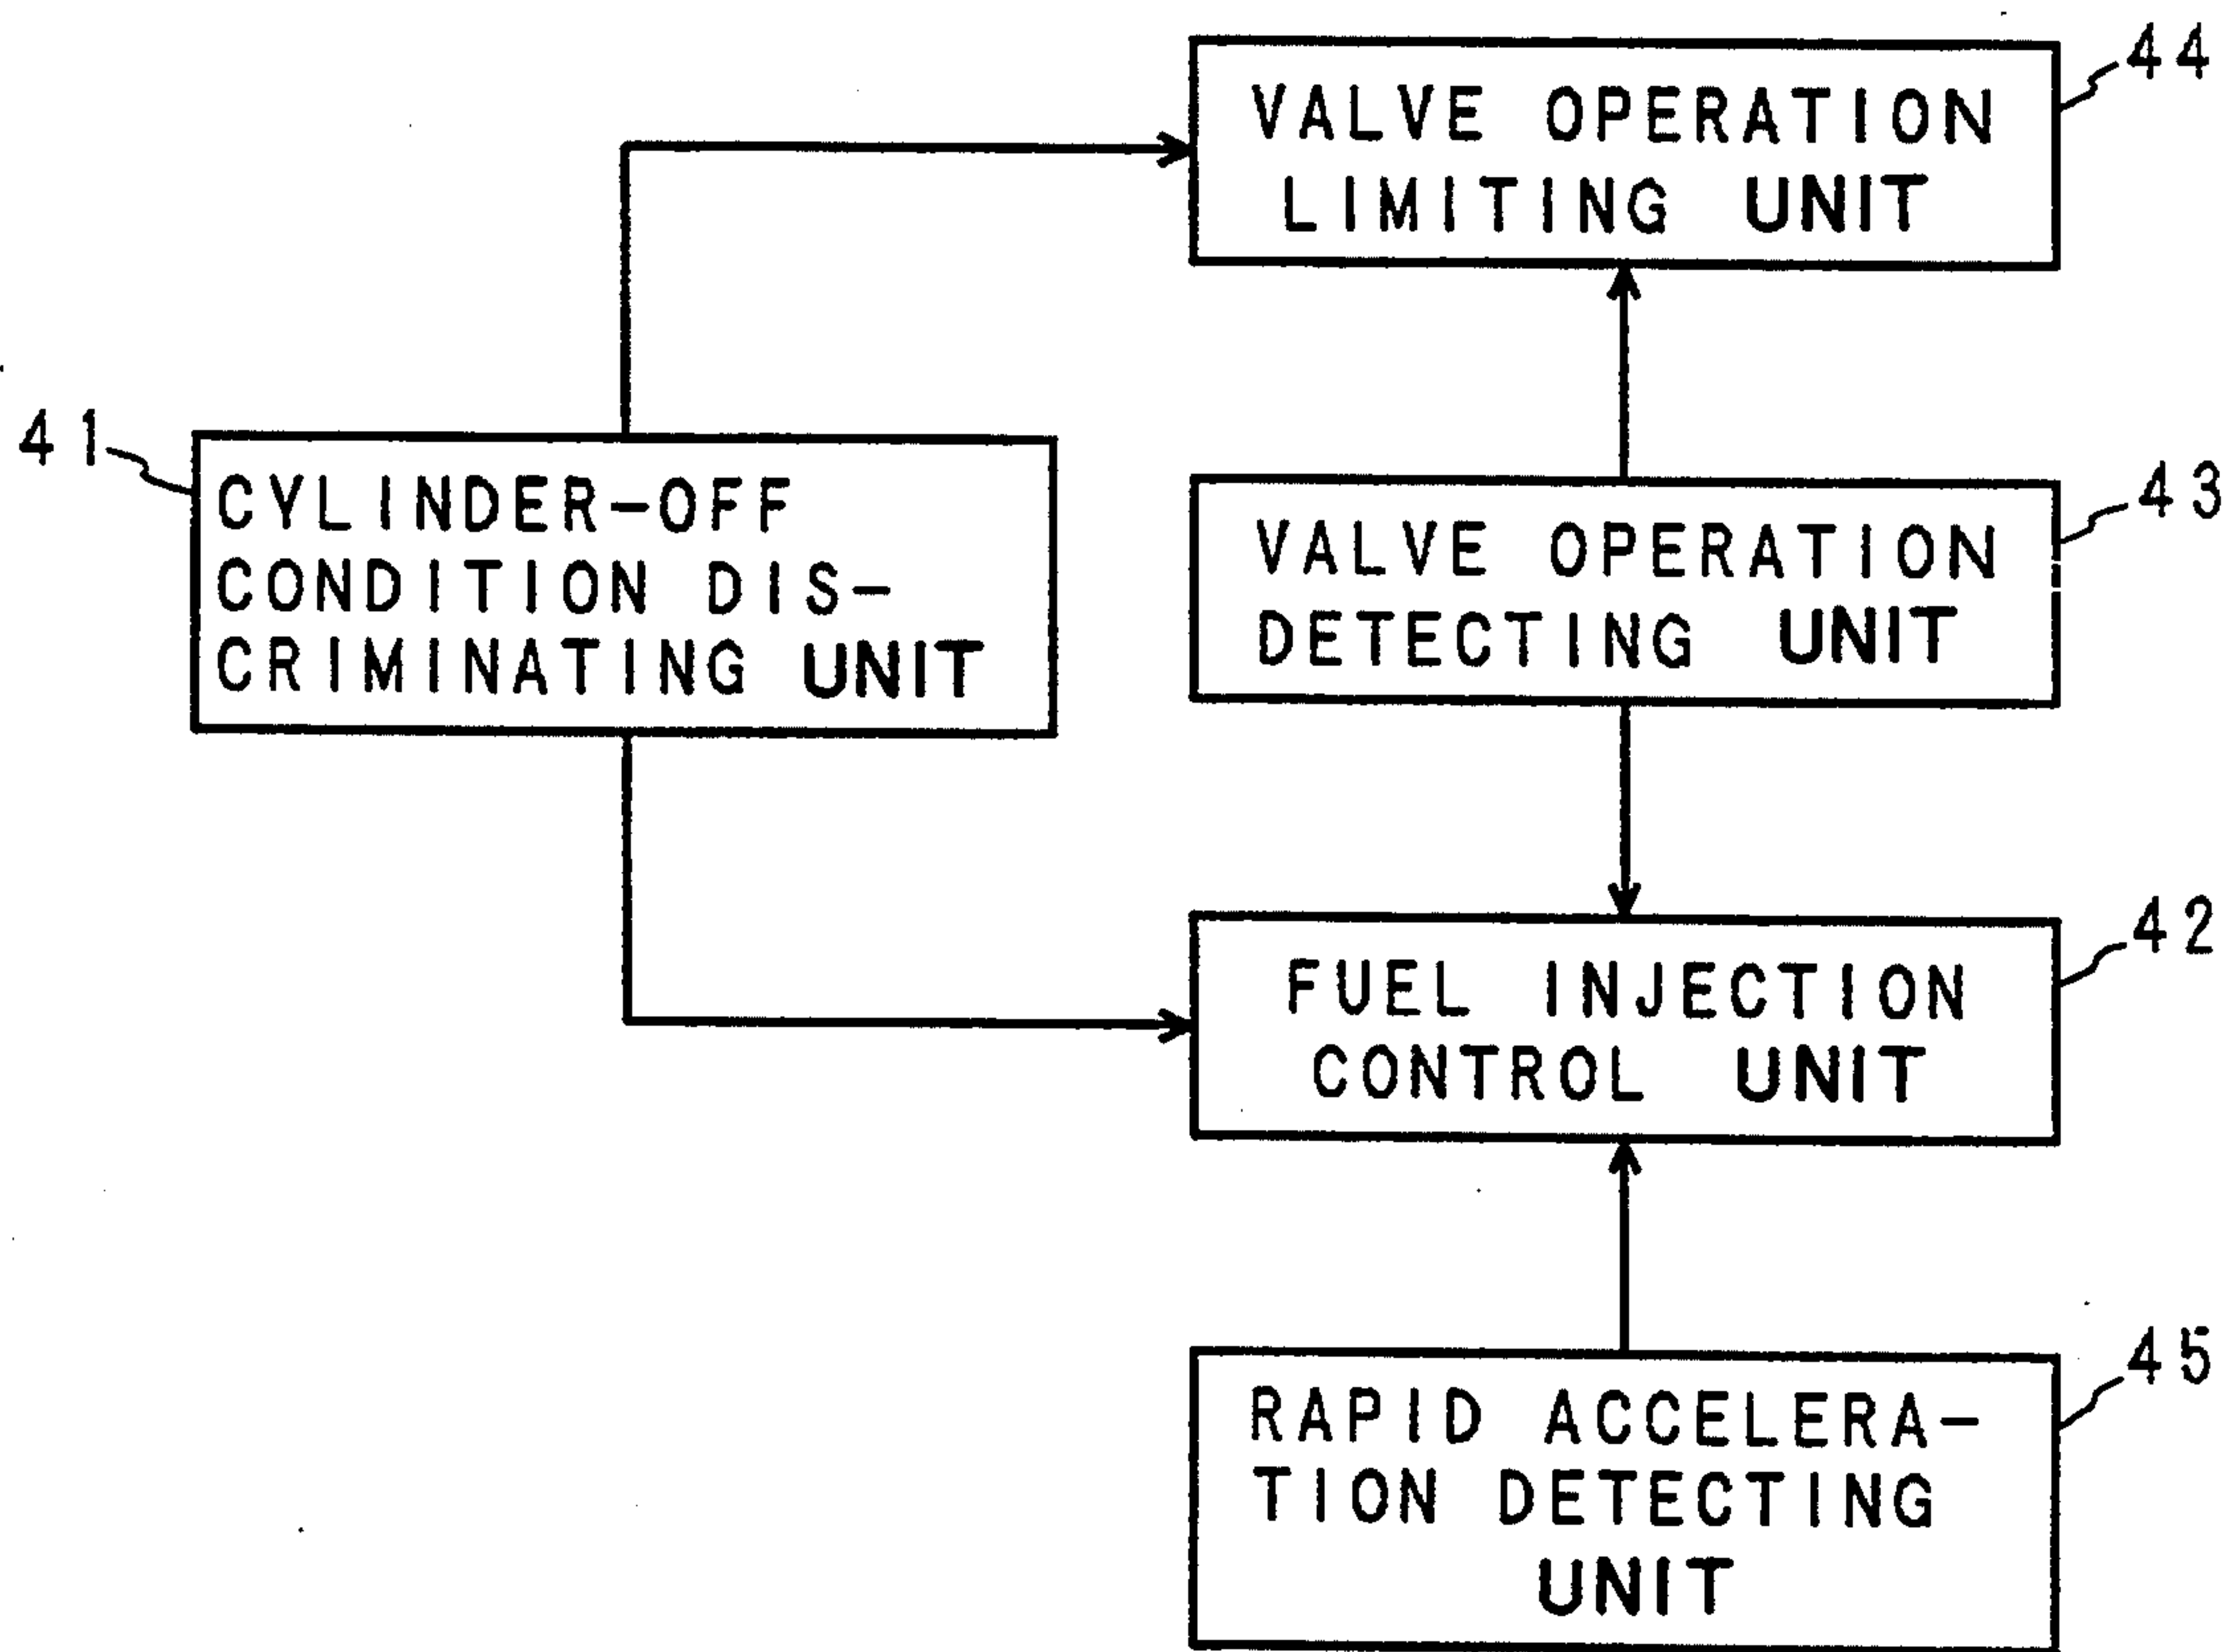 44
VALVE OPERATION
LIMITING UNIT
41
CYLINDER-OFF
CONDITION DIS-
CRIMINATING UNIT
43
VALVE OPERATION
DETECTING UNIT
42
FUEL INJECTION
CONTROL UNIT
45
RAPID ACCELERA-
TION DETECTING
UNIT